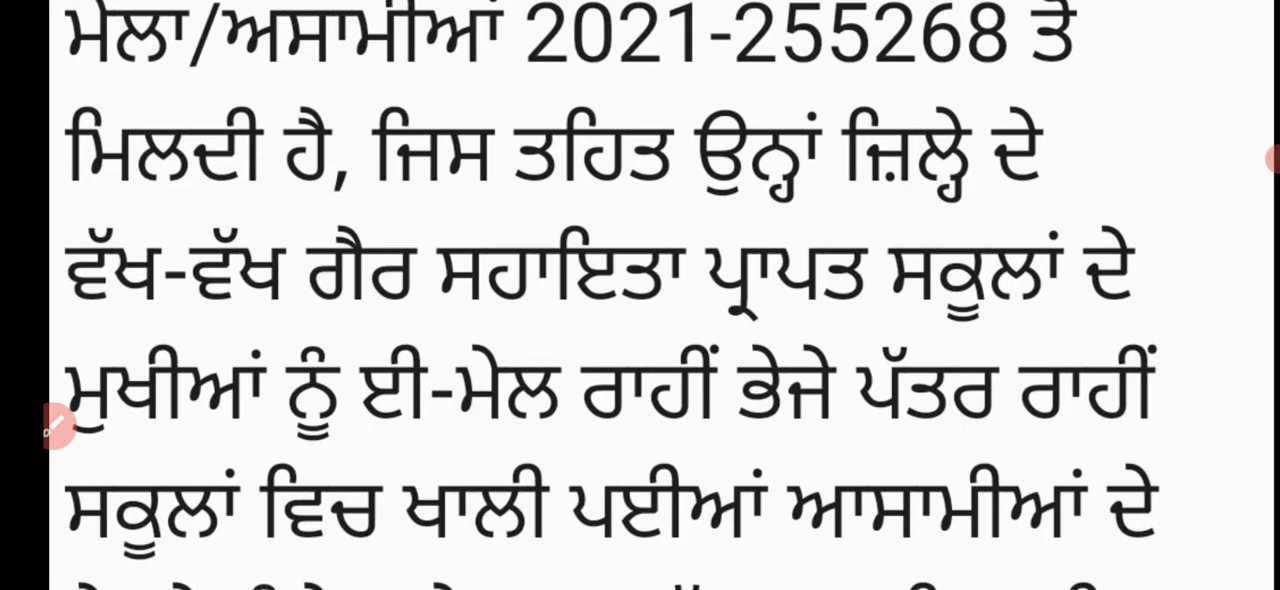 ਮੇਲਾ/ਅਸਾਮੀਆਂ 2021-255268 ਤੋਂ
ਮਿਲਦੀ ਹੈ, ਜਿਸ ਤਹਿਤ ਉਨ੍ਹਾਂ ਜ਼ਿਲ੍ਹੇ ਦੇ
ਵੱਖ-ਵੱਖ ਗੈਰ ਸਹਾਇਤਾ ਪ੍ਰਾਪਤ ਸਕੂਲਾਂ ਦੇ
ਮੁਖੀਆਂ ਨੂੰ ਈ-ਮੇਲ ਰਾਹੀਂ ਭੇਜੇ ਪੱਤਰ ਰਾਹੀਂ
ਸਕੂਲਾਂ ਵਿਚ ਖਾਲੀ ਪਈਆਂ ਆਸਾਮੀਆਂ ਦੇ